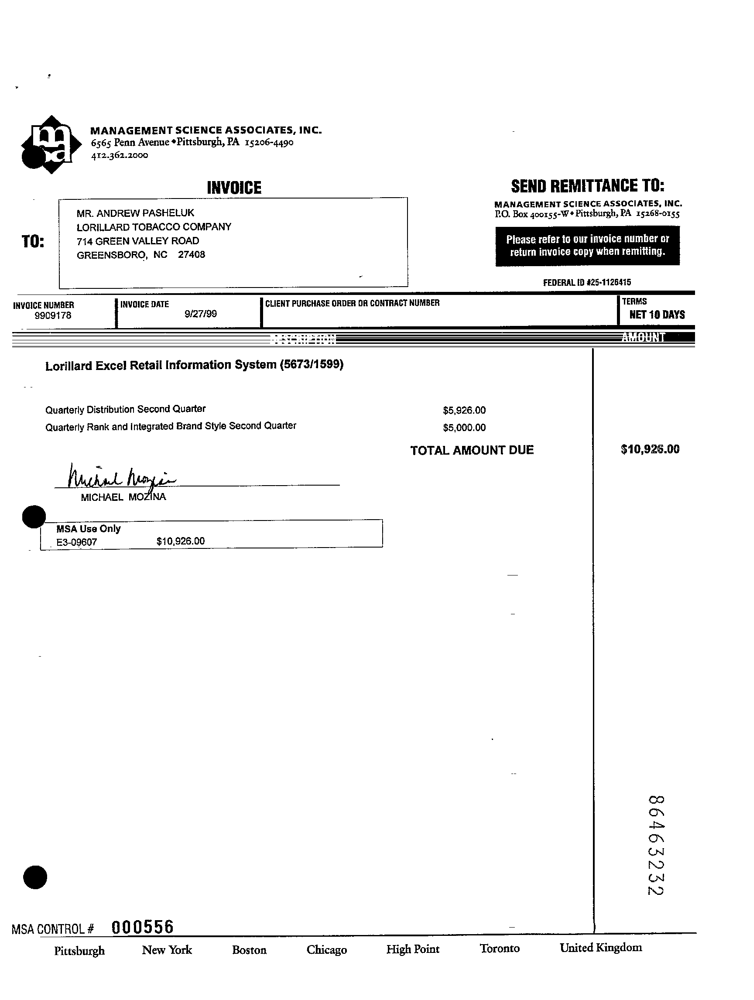 msa
MANAGEMENT SCIENCE ASSOCIATES, INC.
6565 Penn Avenue • Pittsburgh, PA 15206-4490
412.362.2000
INVOICE
SEND REMITTANCE TO:
MANAGEMENT SCIENCE ASSOCIATES, INC.
P.O. Box 400155-W • Pittsburgh, PA 15268-0155
TO:
MR. ANDREW PASHELUK
LORILLARD TOBACCO COMPANY
714 GREEN VALLEY ROAD
GREENSBORO, NC 27408
Please refer to our invoice number or
return invoice copy when remitting.
FEDERAL ID #25-1126415
INVOICE NUMBER INVOICE DATE CLIENT PURCHASE ORDER OR CONTRACT NUMBER TERMS
9909178 9/27/99 NET 10 DAYS
DESCRIPTION AMOUNT
Lorillard Excel Retail Information System (5673/1599)
Quarterly Distribution Second Quarter $5,926.00
Quarterly Rank and Integrated Brand Style Second Quarter $5,000.00
TOTAL AMOUNT DUE $10,926.00
Michael Mozina
MICHAEL MOZINA
MSA Use Only
E3-09607 $10,926.00
86463232
MSA CONTROL # 000556
Pittsburgh New York Boston Chicago High Point Toronto United Kingdom